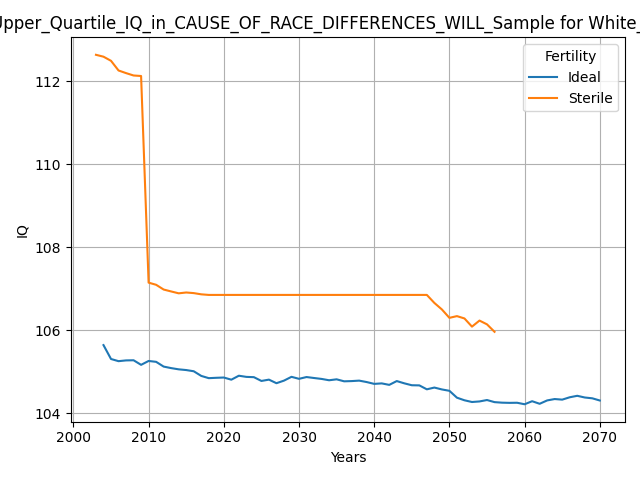 Upper_Quartile_IQ_in_CAUSE_OF_RACE_DIFFERENCES_WILL_Sample for White_
Fertility
Ideal
Sterile
112
110
108
106
104
IQ
2000 2010 2020 2030 2040 2050 2060 2070
Years